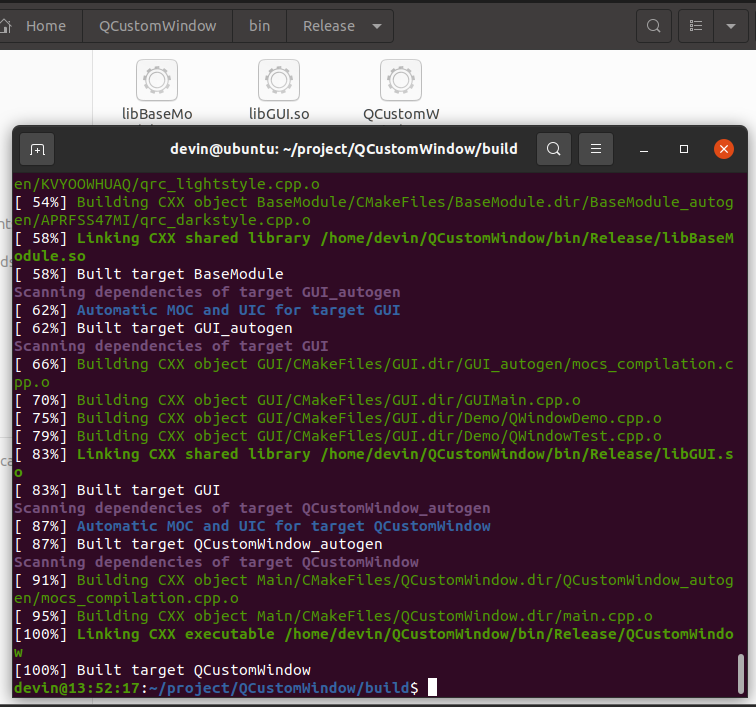 Home QCustomWindow bin Release
libBaseMo libGUI.so QCustomW
devin@ubuntu: ~/project/QCustomWindow/build
en/KVYOOWHUAQ/qrc_lightstyle.cpp.o
[ 54%] Building CXX object BaseModule/CMakeFiles/BaseModule.dir/BaseModule_autog
en/APRFSS47MI/qrc_darkstyle.cpp.o
[ 58%] Linking CXX shared library /home/devin/QCustomWindow/bin/Release/libBaseM
odule.so
[ 58%] Built target BaseModule
Scanning dependencies of target GUI_autogen
[ 62%] Automatic MOC and UIC for target GUI
[ 62%] Built target GUI_autogen
Scanning dependencies of target GUI
[ 66%] Building CXX object GUI/CMakeFiles/GUI.dir/GUI_autogen/mocs_compilation.c
pp.o
[ 70%] Building CXX object GUI/CMakeFiles/GUI.dir/GUIMain.cpp.o
[ 75%] Building CXX object GUI/CMakeFiles/GUI.dir/Demo/QWindowDemo.cpp.o
[ 79%] Building CXX object GUI/CMakeFiles/GUI.dir/Demo/QWindowTest.cpp.o
[ 83%] Linking CXX shared library /home/devin/QCustomWindow/bin/Release/libGUI.s
o
[ 83%] Built target GUI
Scanning dependencies of target QCustomWindow_autogen
[ 87%] Automatic MOC and UIC for target QCustomWindow
[ 87%] Built target QCustomWindow_autogen
Scanning dependencies of target QCustomWindow
[ 91%] Building CXX object Main/CMakeFiles/QCustomWindow.dir/QCustomWindow_autog
en/mocs_compilation.cpp.o
[ 95%] Building CXX object Main/CMakeFiles/QCustomWindow.dir/main.cpp.o
[100%] Linking CXX executable /home/devin/QCustomWindow/bin/Release/QCustomWindo
w
[100%] Built target QCustomWindow
devin@13:52:17:~/project/QCustomWindow/build$